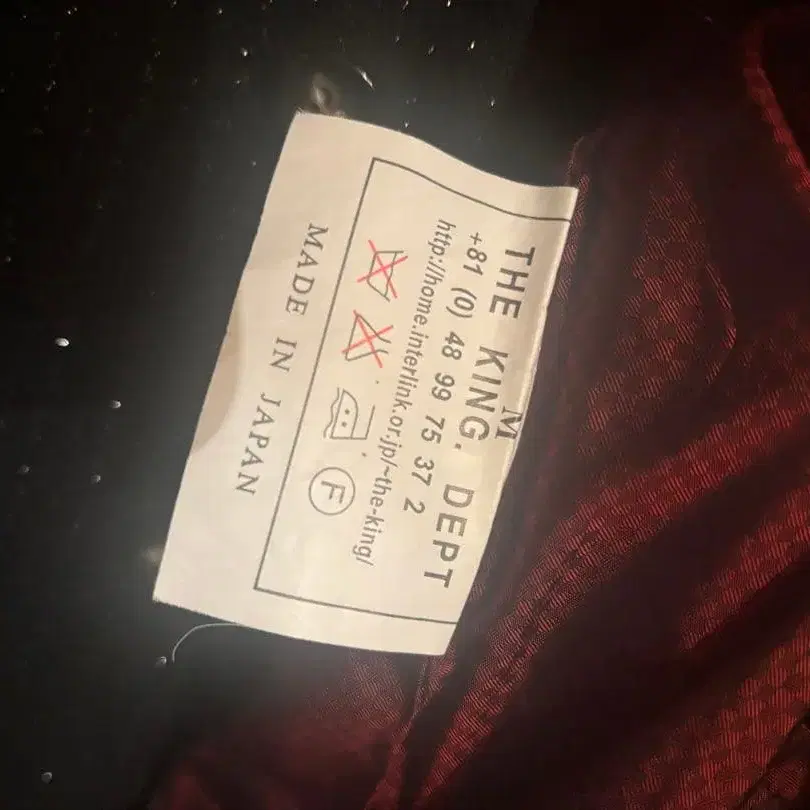 M
THE KING. DEPT
+81 (0) 48 99 75 37 2
http://home.interlink.or.jp/~the-king/
F
MADE IN JAPAN